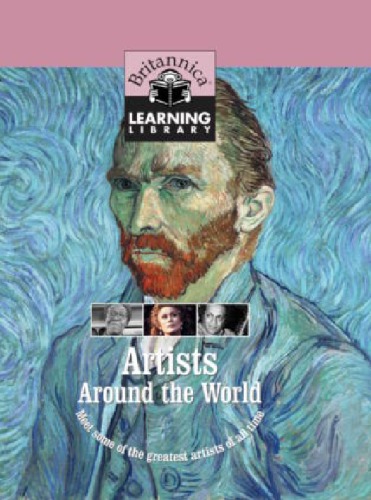 Britannica®
LEARNING
LIBRARY
Artists
Around the World
Meet some of the greatest artists of all time